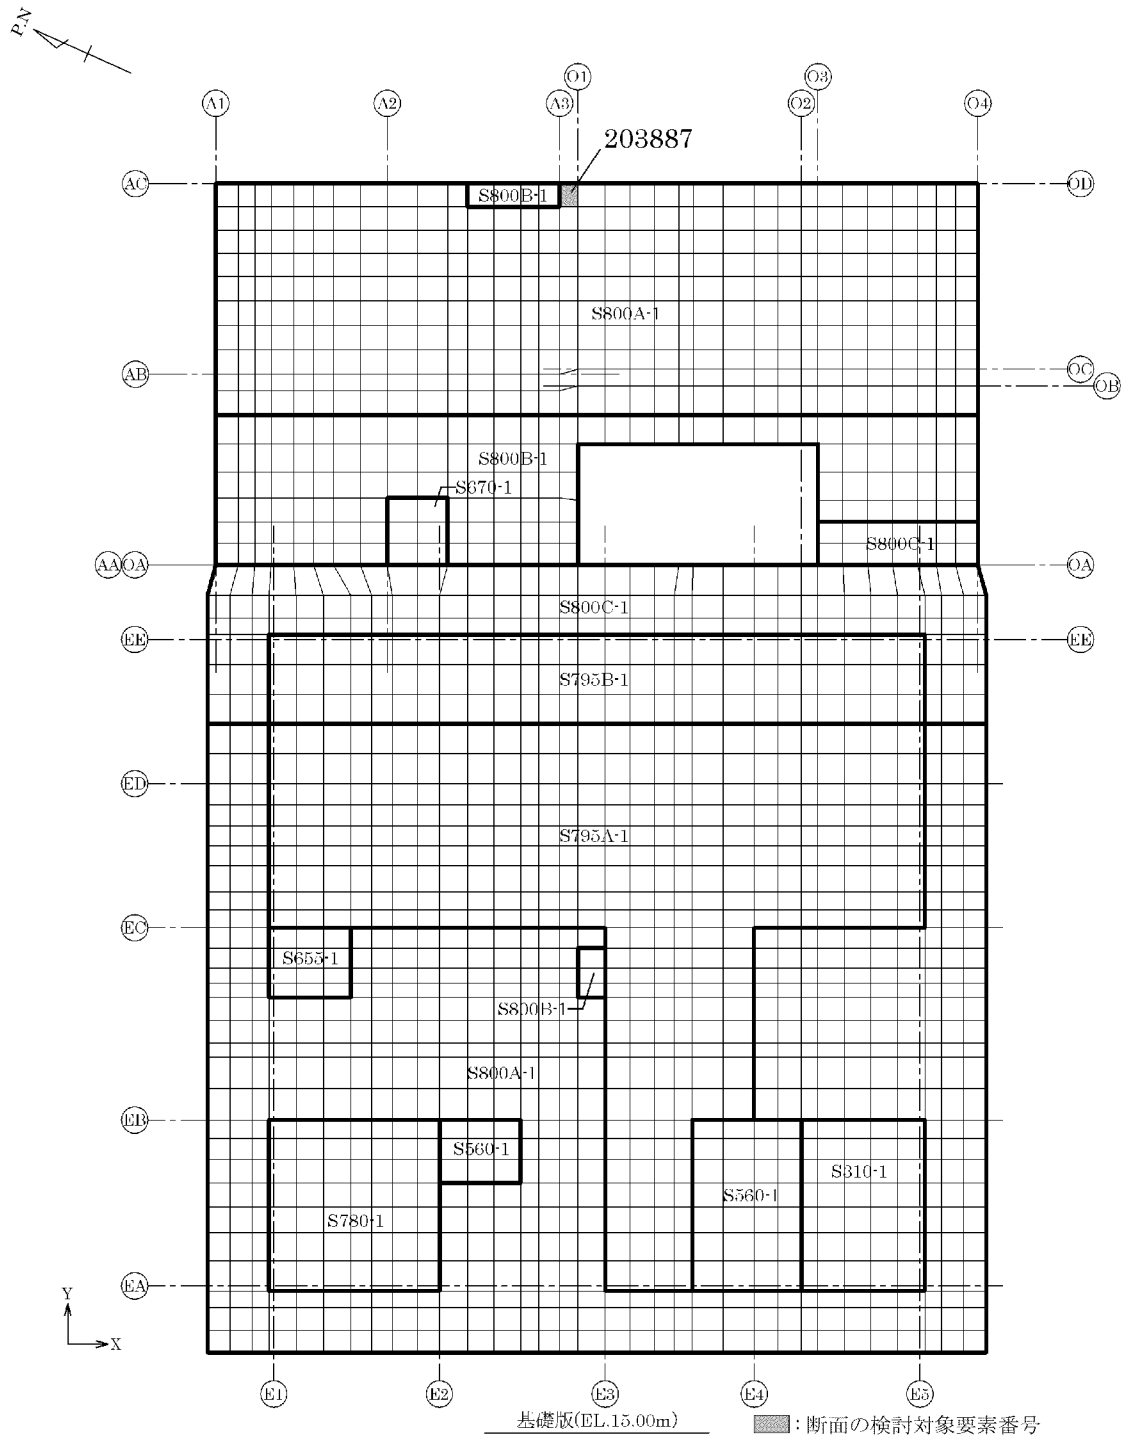 P.N
O1
O3
A1
A2
A3
O2
O4
203887
AC
S800B-1
OD
S800A-1
AB
OC
OB
S800B-1
S670-1
S800C-1
AA
OA
OA
S800C-1
EE
EE
S795B-1
ED
S795A-1
EC
S655-1
S800B-1
S800A-1
EB
S560-1
S310-1
S560-1
S780-1
EA
Y
X
E1
E2
E3
E4
E5
基礎版(EL.15.00m)
:断面の検討対象要素番号